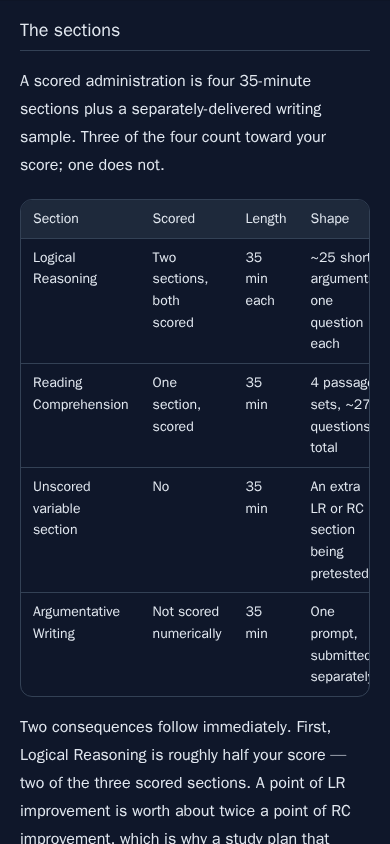 The sections
A scored administration is four 35-minute
sections plus a separately-delivered writing
sample. Three of the four count toward your
score; one does not.
Section Scored Length Shape
Logical Reasoning Two sections, both scored 35 min each ~25 short arguments one question each
Reading Comprehension One section, scored 35 min 4 passage sets, ~27 questions total
Unscored variable section No 35 min An extra LR or RC section being pretested
Argumentative Writing Not scored numerically 35 min One prompt, submitted separately
Two consequences follow immediately. First,
Logical Reasoning is roughly half your score —
two of the three scored sections. A point of LR
improvement is worth about twice a point of RC
improvement, which is why a study plan that